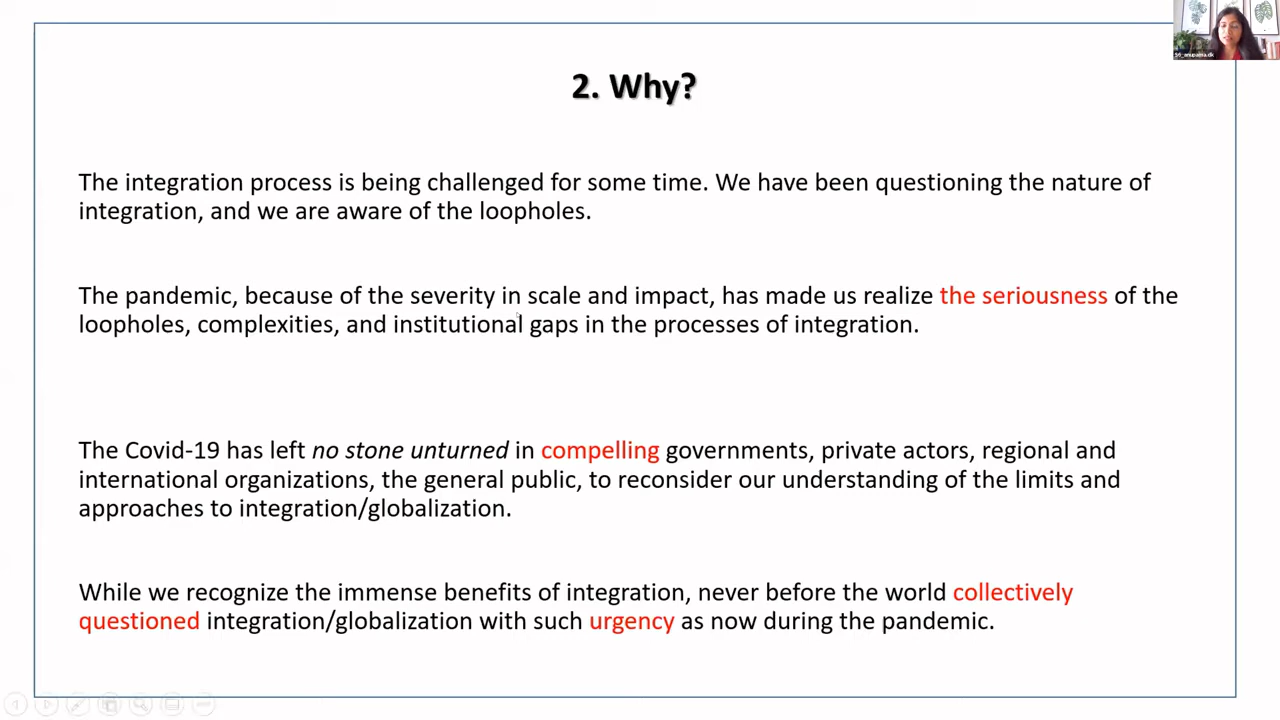 2. Why?
The integration process is being challenged for some time. We have been questioning the nature of
integration, and we are aware of the loopholes.
The pandemic, because of the severity in scale and impact, has made us realize the seriousness of the
loopholes, complexities, and institutional gaps in the processes of integration.
The Covid-19 has left no stone unturned in compelling governments, private actors, regional and
international organizations, the general public, to reconsider our understanding of the limits and
approaches to integration/globalization.
While we recognize the immense benefits of integration, never before the world collectively
questioned integration/globalization with such urgency as now during the pandemic.